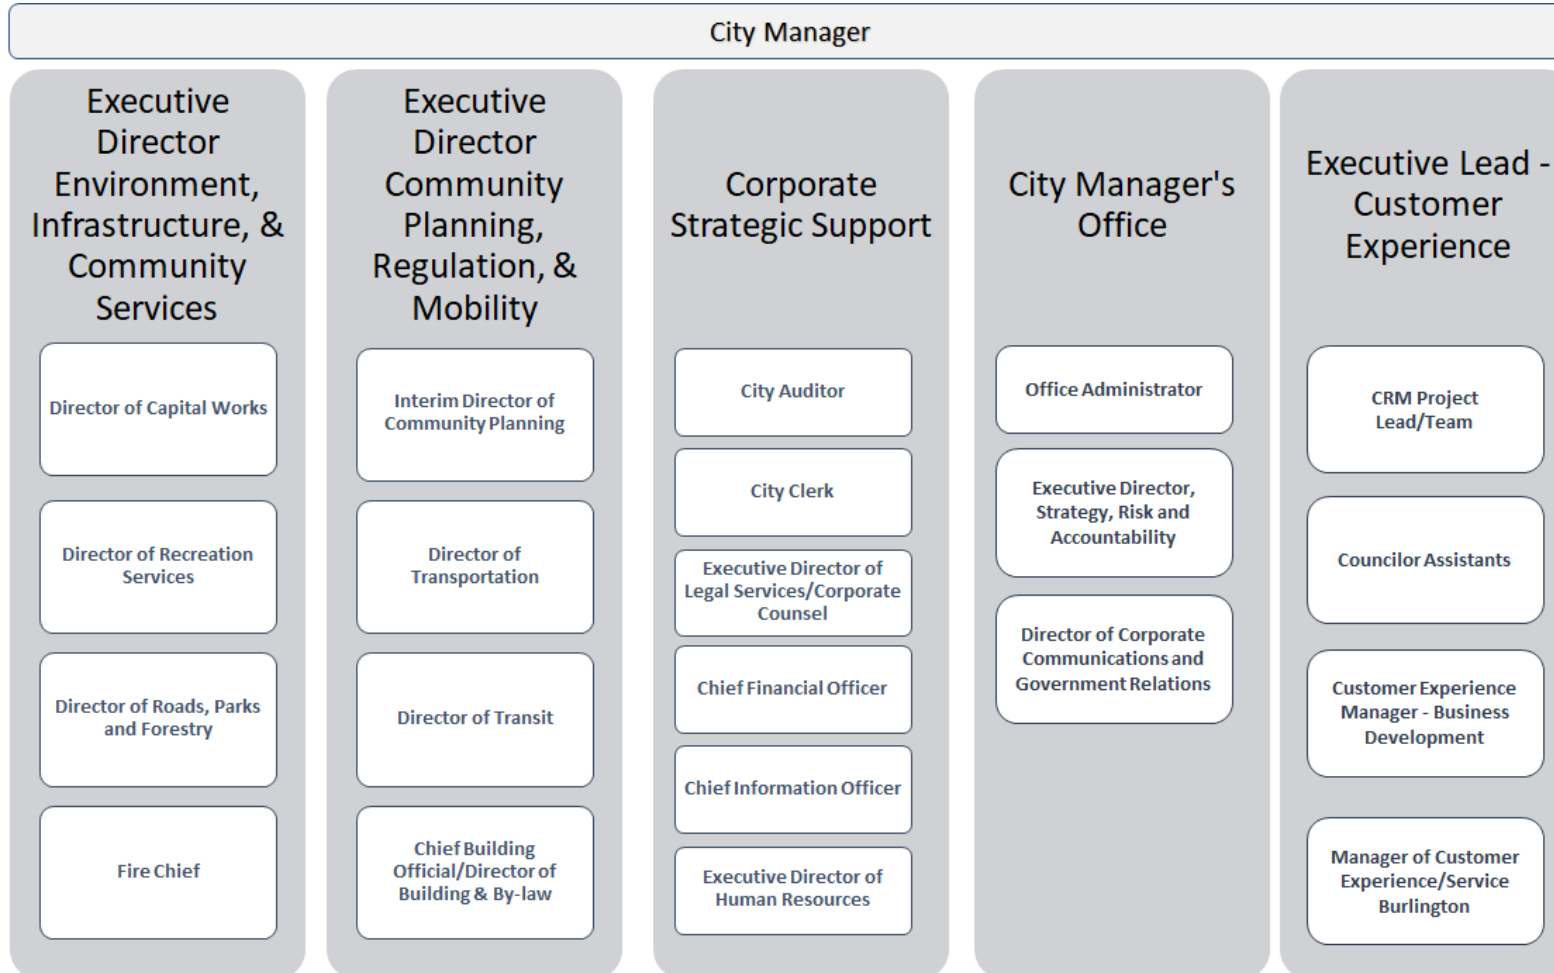 City Manager
Executive
Director
Environment,
Infrastructure, &
Community
Services
Director of Capital Works
Director of Recreation
Services
Director of Roads, Parks
and Forestry
Fire Chief
Executive
Director
Community
Planning,
Regulation, &
Mobility
Interim Director of
Community Planning
Director of
Transportation
Director of Transit
Chief Building
Official/Director of
Building & By-law
Corporate
Strategic Support
City Auditor
City Clerk
Executive Director of
Legal Services/Corporate
Counsel
Chief Financial Officer
Chief Information Officer
Executive Director of
Human Resources
City Manager's
Office
Office Administrator
Executive Director,
Strategy, Risk and
Accountability
Director of Corporate
Communications and
Government Relations
Executive Lead -
Customer
Experience
CRM Project
Lead/Team
Councilor Assistants
Customer Experience
Manager - Business
Development
Manager of Customer
Experience/Service
Burlington